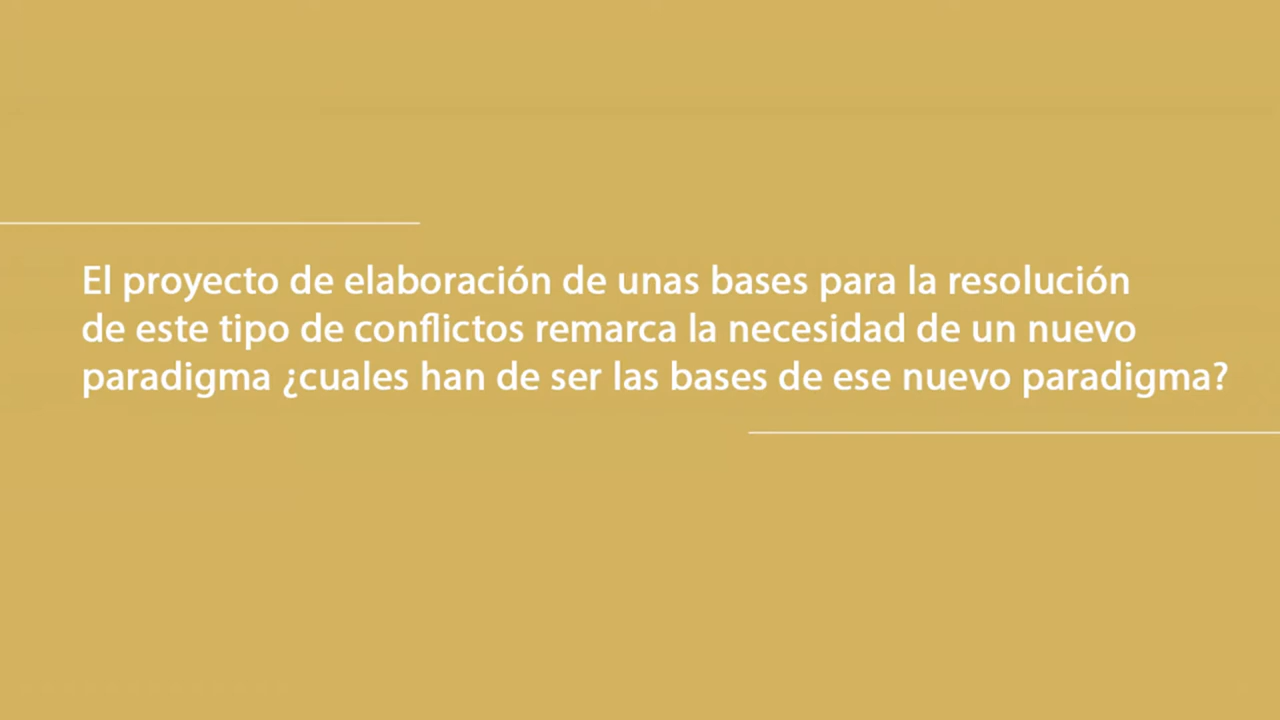 El proyecto de elaboración de unas bases para la resolución
de este tipo de conflictos remarca la necesidad de un nuevo
paradigma ¿cuales han de ser las bases de ese nuevo paradigma?